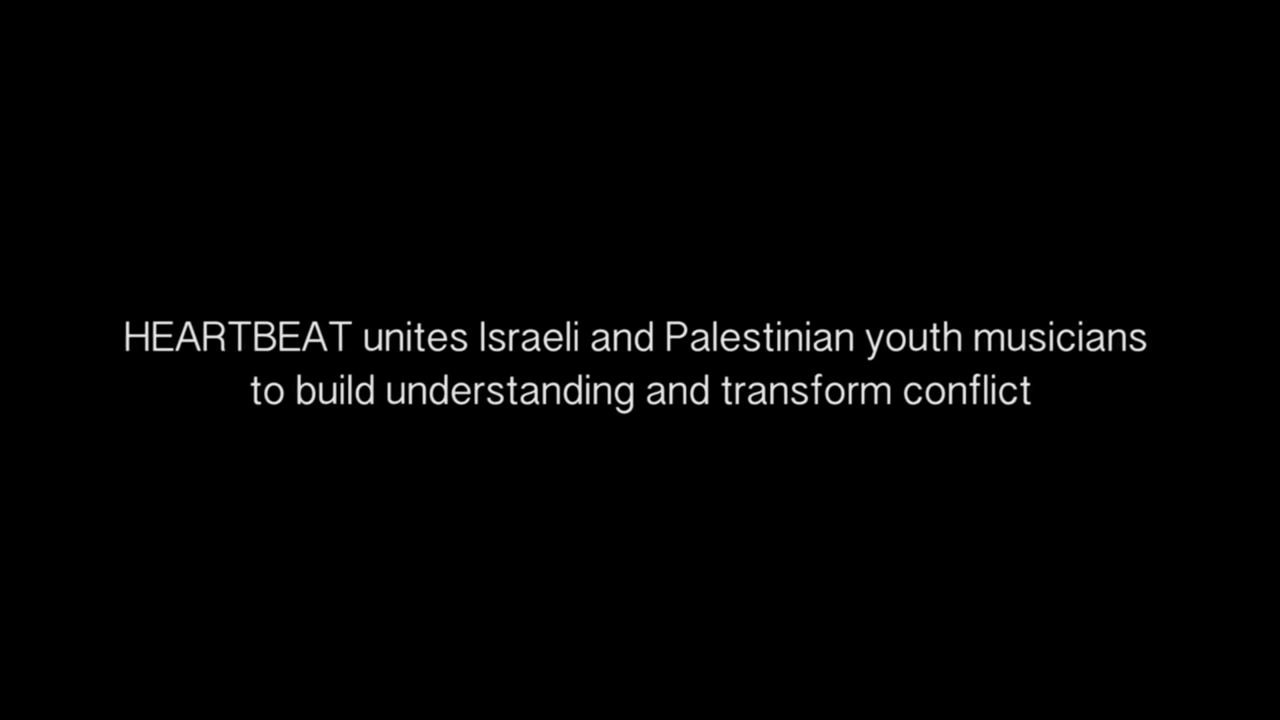 HEARTBEAT unites Israeli and Palestinian youth musicians
to build understanding and transform conflict